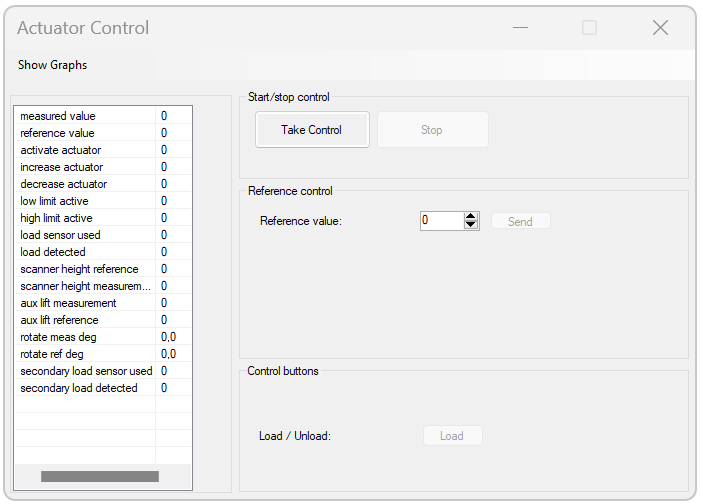 Actuator Control
Show Graphs
measured value 0
reference value 0
activate actuator 0
increase actuator 0
decrease actuator 0
low limit active 0
high limit active 0
load sensor used 0
load detected 0
scanner height reference 0
scanner height measurem... 0
aux lift measurement 0
aux lift reference 0
rotate meas deg 0,0
rotate ref deg 0,0
secondary load sensor used 0
secondary load detected 0
Start/stop control
Take Control Stop
Reference control
Reference value: 0 Send
Control buttons
Load / Unload: Load